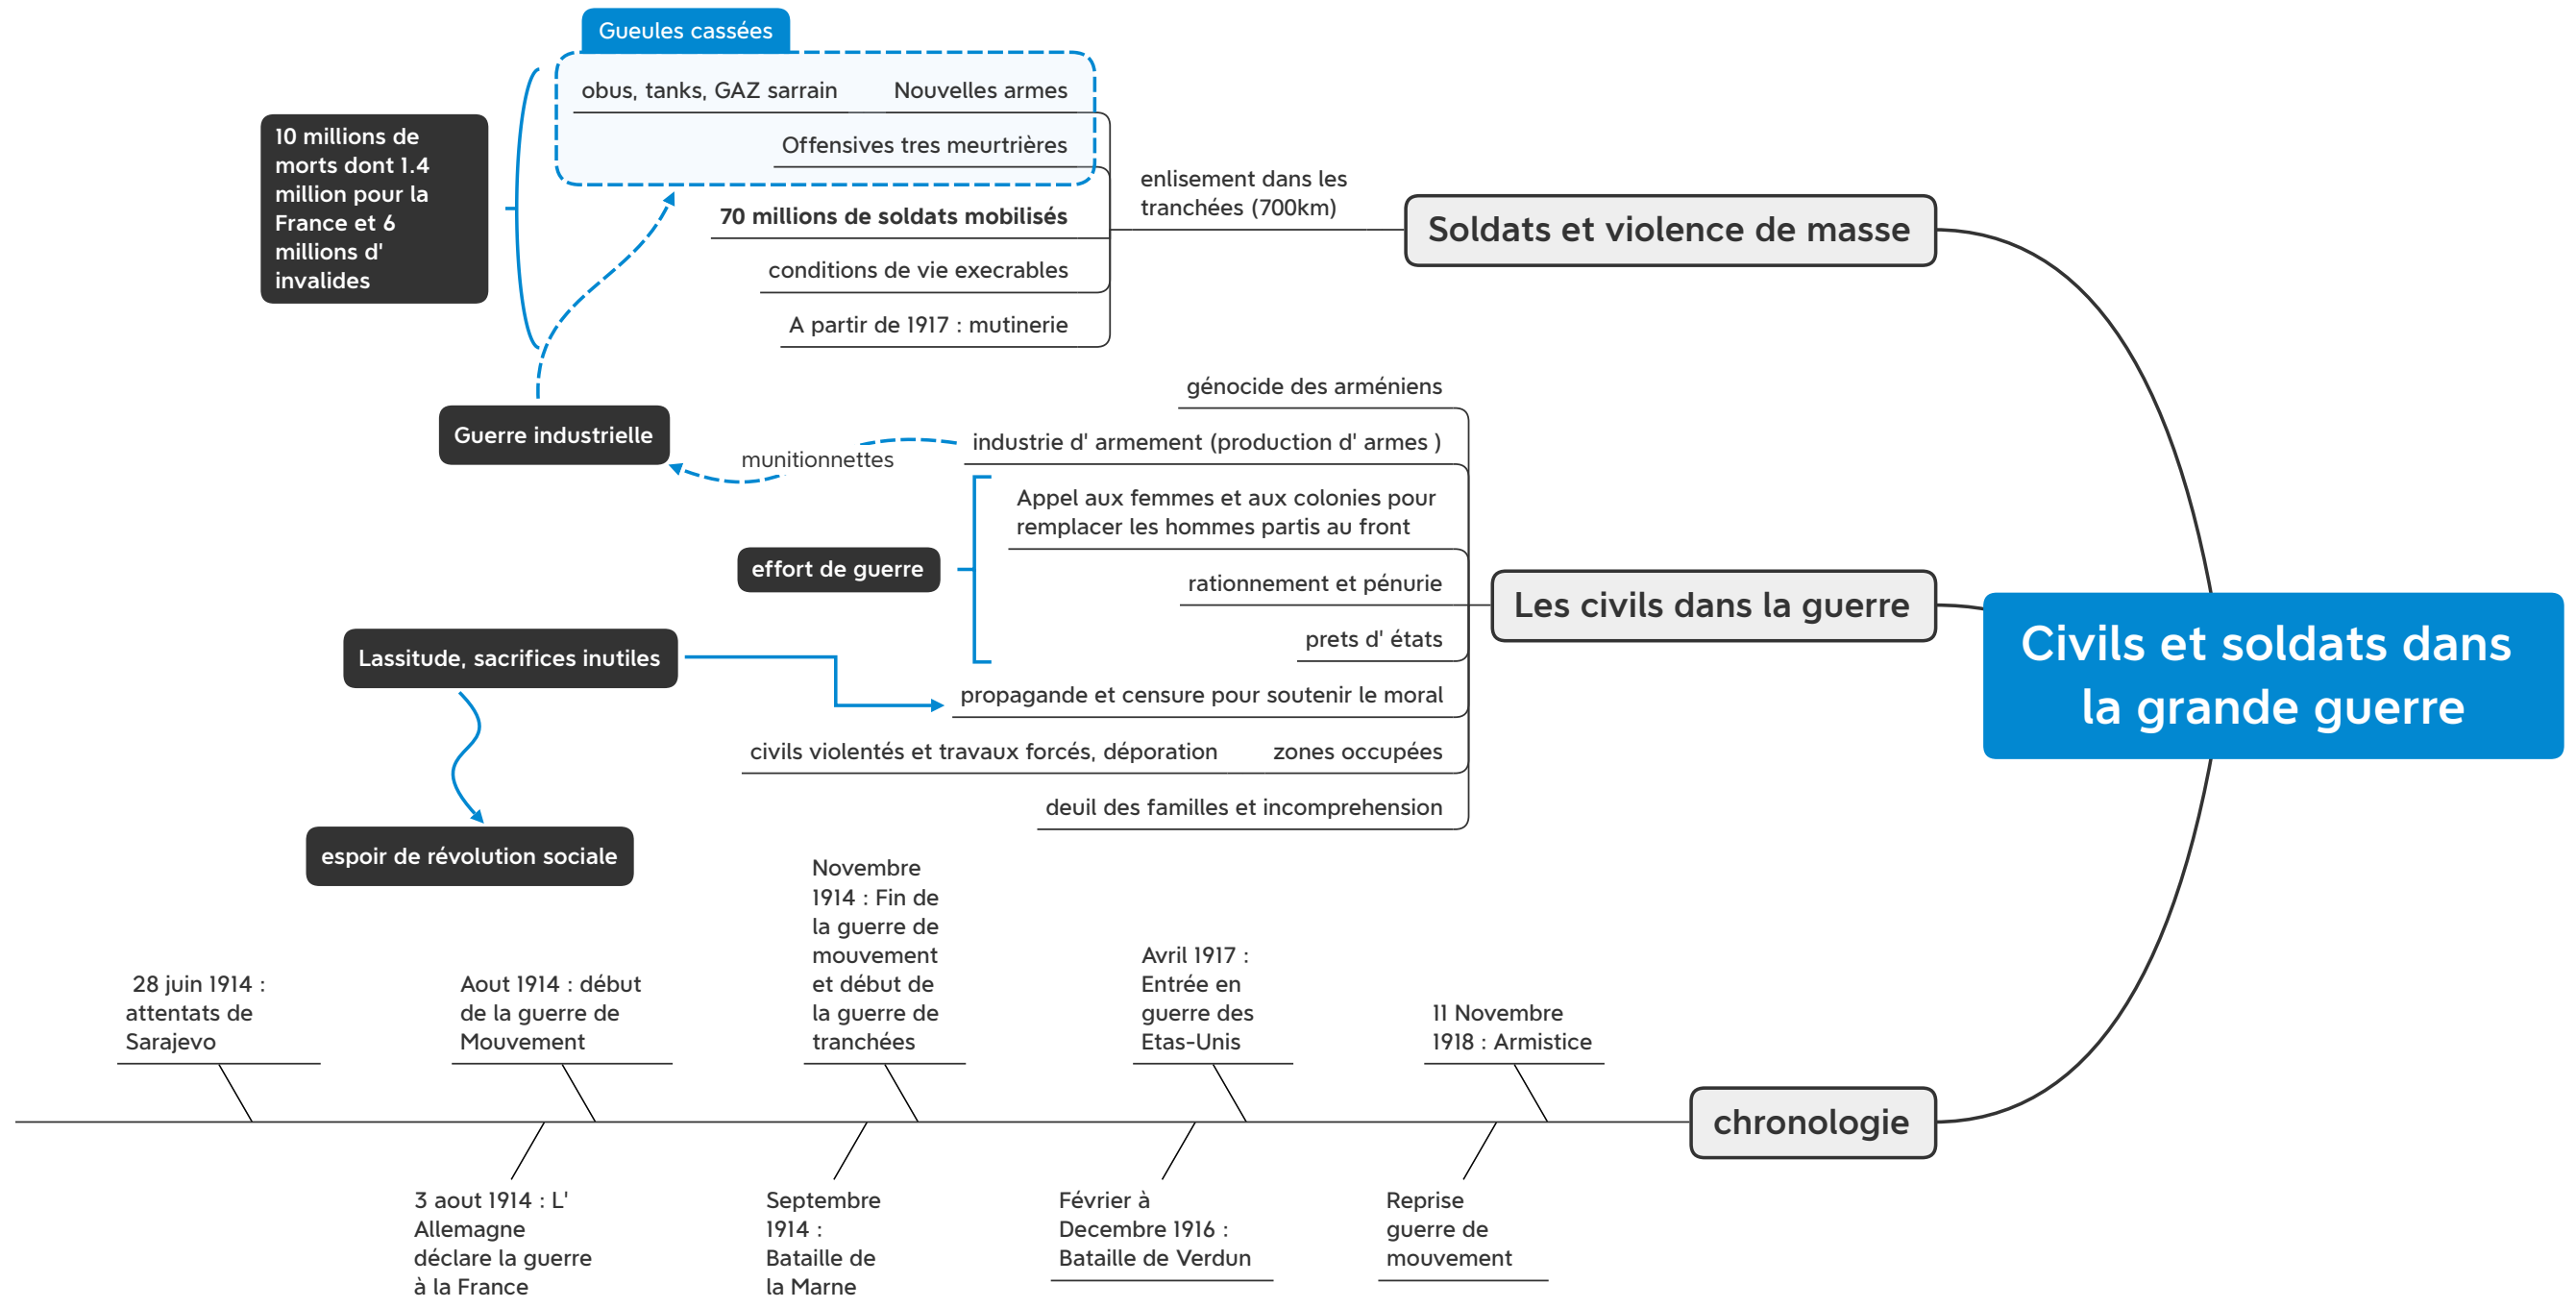 Gueules cassées
obus, tanks, GAZ sarrain
Nouvelles armes
Offensives tres meurtrières
70 millions de soldats mobilisés
conditions de vie execrables
A partir de 1917 : mutinerie
10 millions de
morts dont 1.4
million pour la
France et 6
millions d'
invalides
enlisement dans les
tranchées (700km)
Soldats et violence de masse
Guerre industrielle
munitionnettes
génocide des arméniens
industrie d' armement (production d' armes )
Appel aux femmes et aux colonies pour
remplacer les hommes partis au front
effort de guerre
rationnement et pénurie
prets d' états
Les civils dans la guerre
Lassitude, sacrifices inutiles
propagande et censure pour soutenir le moral
civils violentés et travaux forcés, déporation
zones occupées
deuil des familles et incomprehension
espoir de révolution sociale
Civils et soldats dans
la grande guerre
28 juin 1914 :
attentats de
Sarajevo
Aout 1914 : début
de la guerre de
Mouvement
Novembre
1914 : Fin de
la guerre de
mouvement
et début de
la guerre de
tranchées
Avril 1917 :
Entrée en
guerre des
Etas-Unis
11 Novembre
1918 : Armistice
chronologie
3 aout 1914 : L'
Allemagne
déclare la guerre
à la France
Septembre
1914 :
Bataille de
la Marne
Février à
Decembre 1916 :
Bataille de Verdun
Reprise
guerre de
mouvement